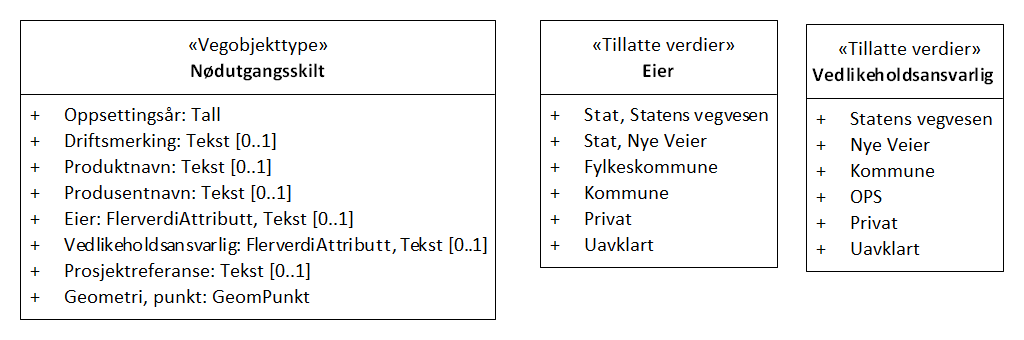 «Vegobjekttype»
Nødutgangsskilt
+ Oppsettingsår: Tall
+ Driftsmerking: Tekst [0..1]
+ Produktnavn: Tekst [0..1]
+ Produsentnavn: Tekst [0..1]
+ Eier: FlerverdiAttributt, Tekst [0..1]
+ Vedlikeholdsansvarlig: FlerverdiAttributt, Tekst [0..1]
+ Prosjektreferanse: Tekst [0..1]
+ Geometri, punkt: GeomPunkt
«Tillatte verdier»
Eier
+ Stat, Statens vegvesen
+ Stat, Nye Veier
+ Fylkeskommune
+ Kommune
+ Privat
+ Uavklart
«Tillatte verdier»
Vedlikeholdsansvarlig
+ Statens vegvesen
+ Nye Veier
+ Kommune
+ OPS
+ Privat
+ Uavklart